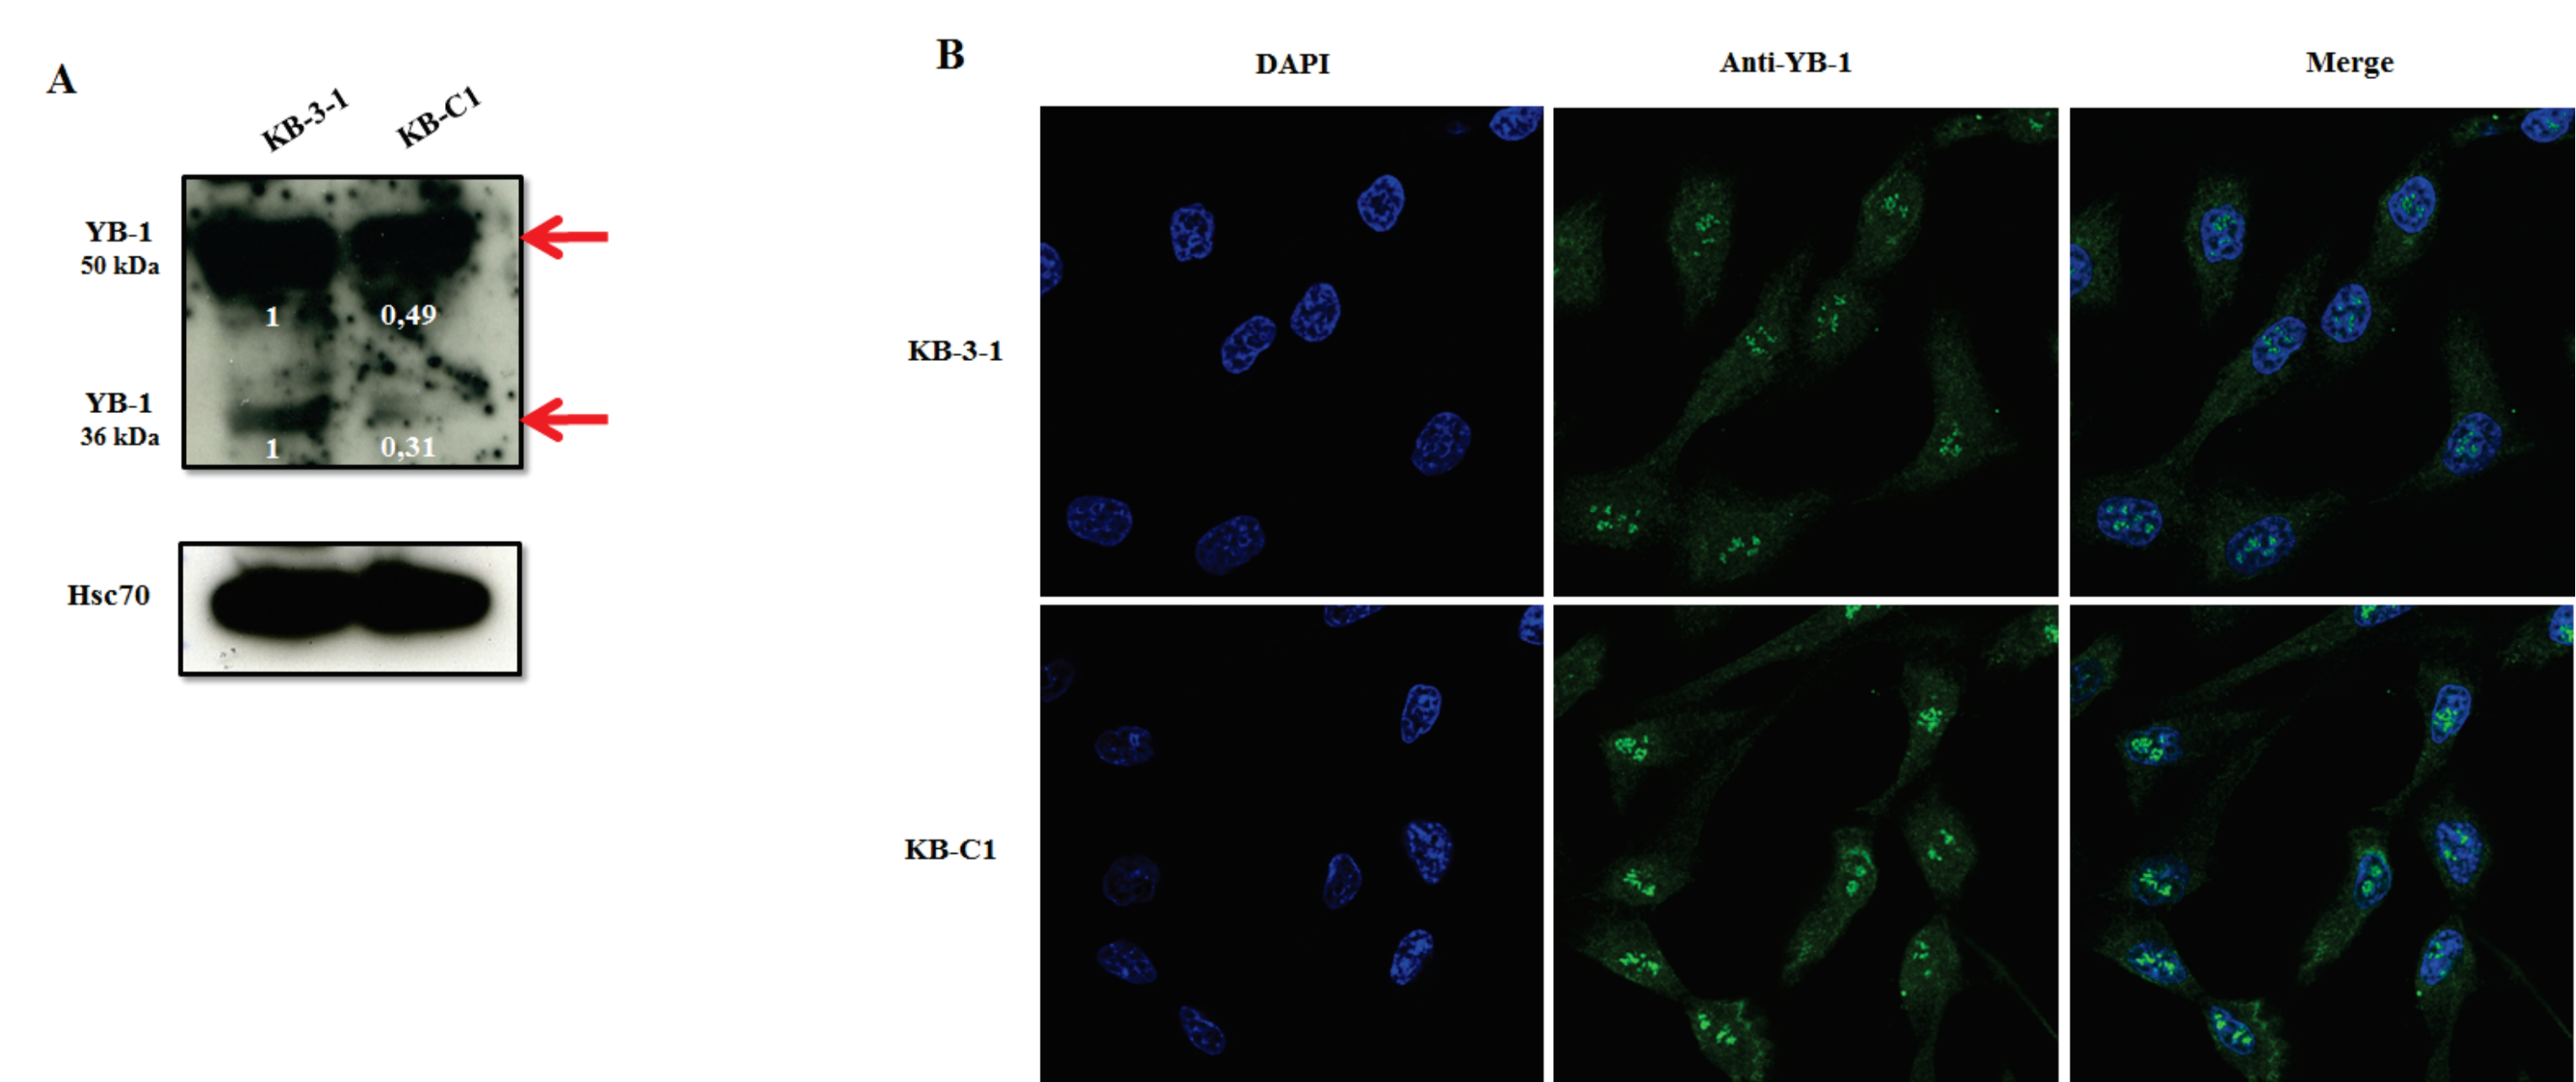 A
KB-3-1
KB-C1
YB-1
50 kDa
1
0,49
YB-1
36 kDa
1
0,31
Hsc70
B
DAPI
Anti-YB-1
Merge
KB-3-1
KB-C1